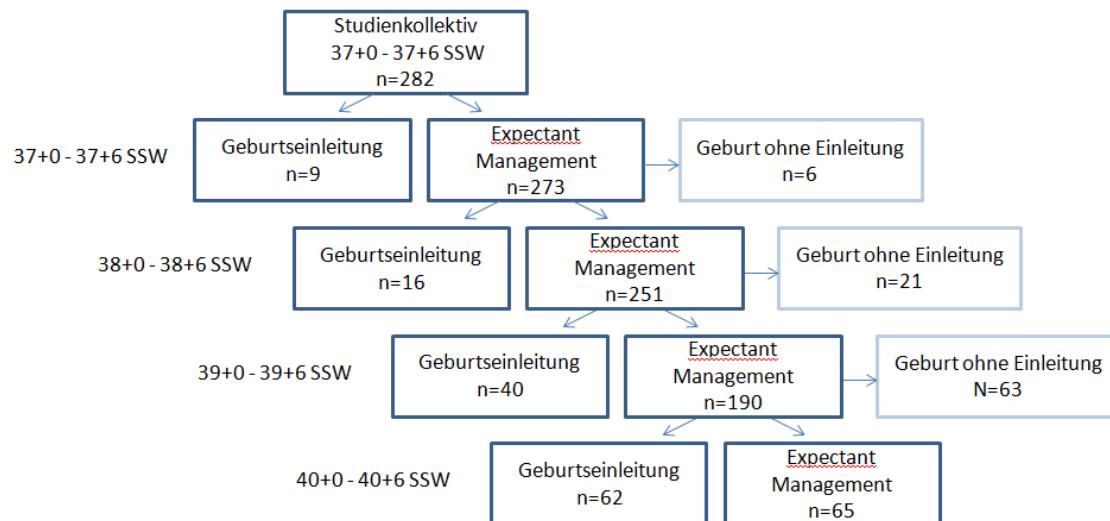 Studienkollektiv
37+0 - 37+6 SSW
n=282
37+0 - 37+6 SSW
Geburtseinleitung
n=9
Expectant
Management
n=273
Geburt ohne Einleitung
n=6
38+0 - 38+6 SSW
Geburtseinleitung
n=16
Expectant
Management
n=251
Geburt ohne Einleitung
n=21
39+0 - 39+6 SSW
Geburtseinleitung
n=40
Expectant
Management
n=190
Geburt ohne Einleitung
N=63
40+0 - 40+6 SSW
Geburtseinleitung
n=62
Expectant
Management
n=65